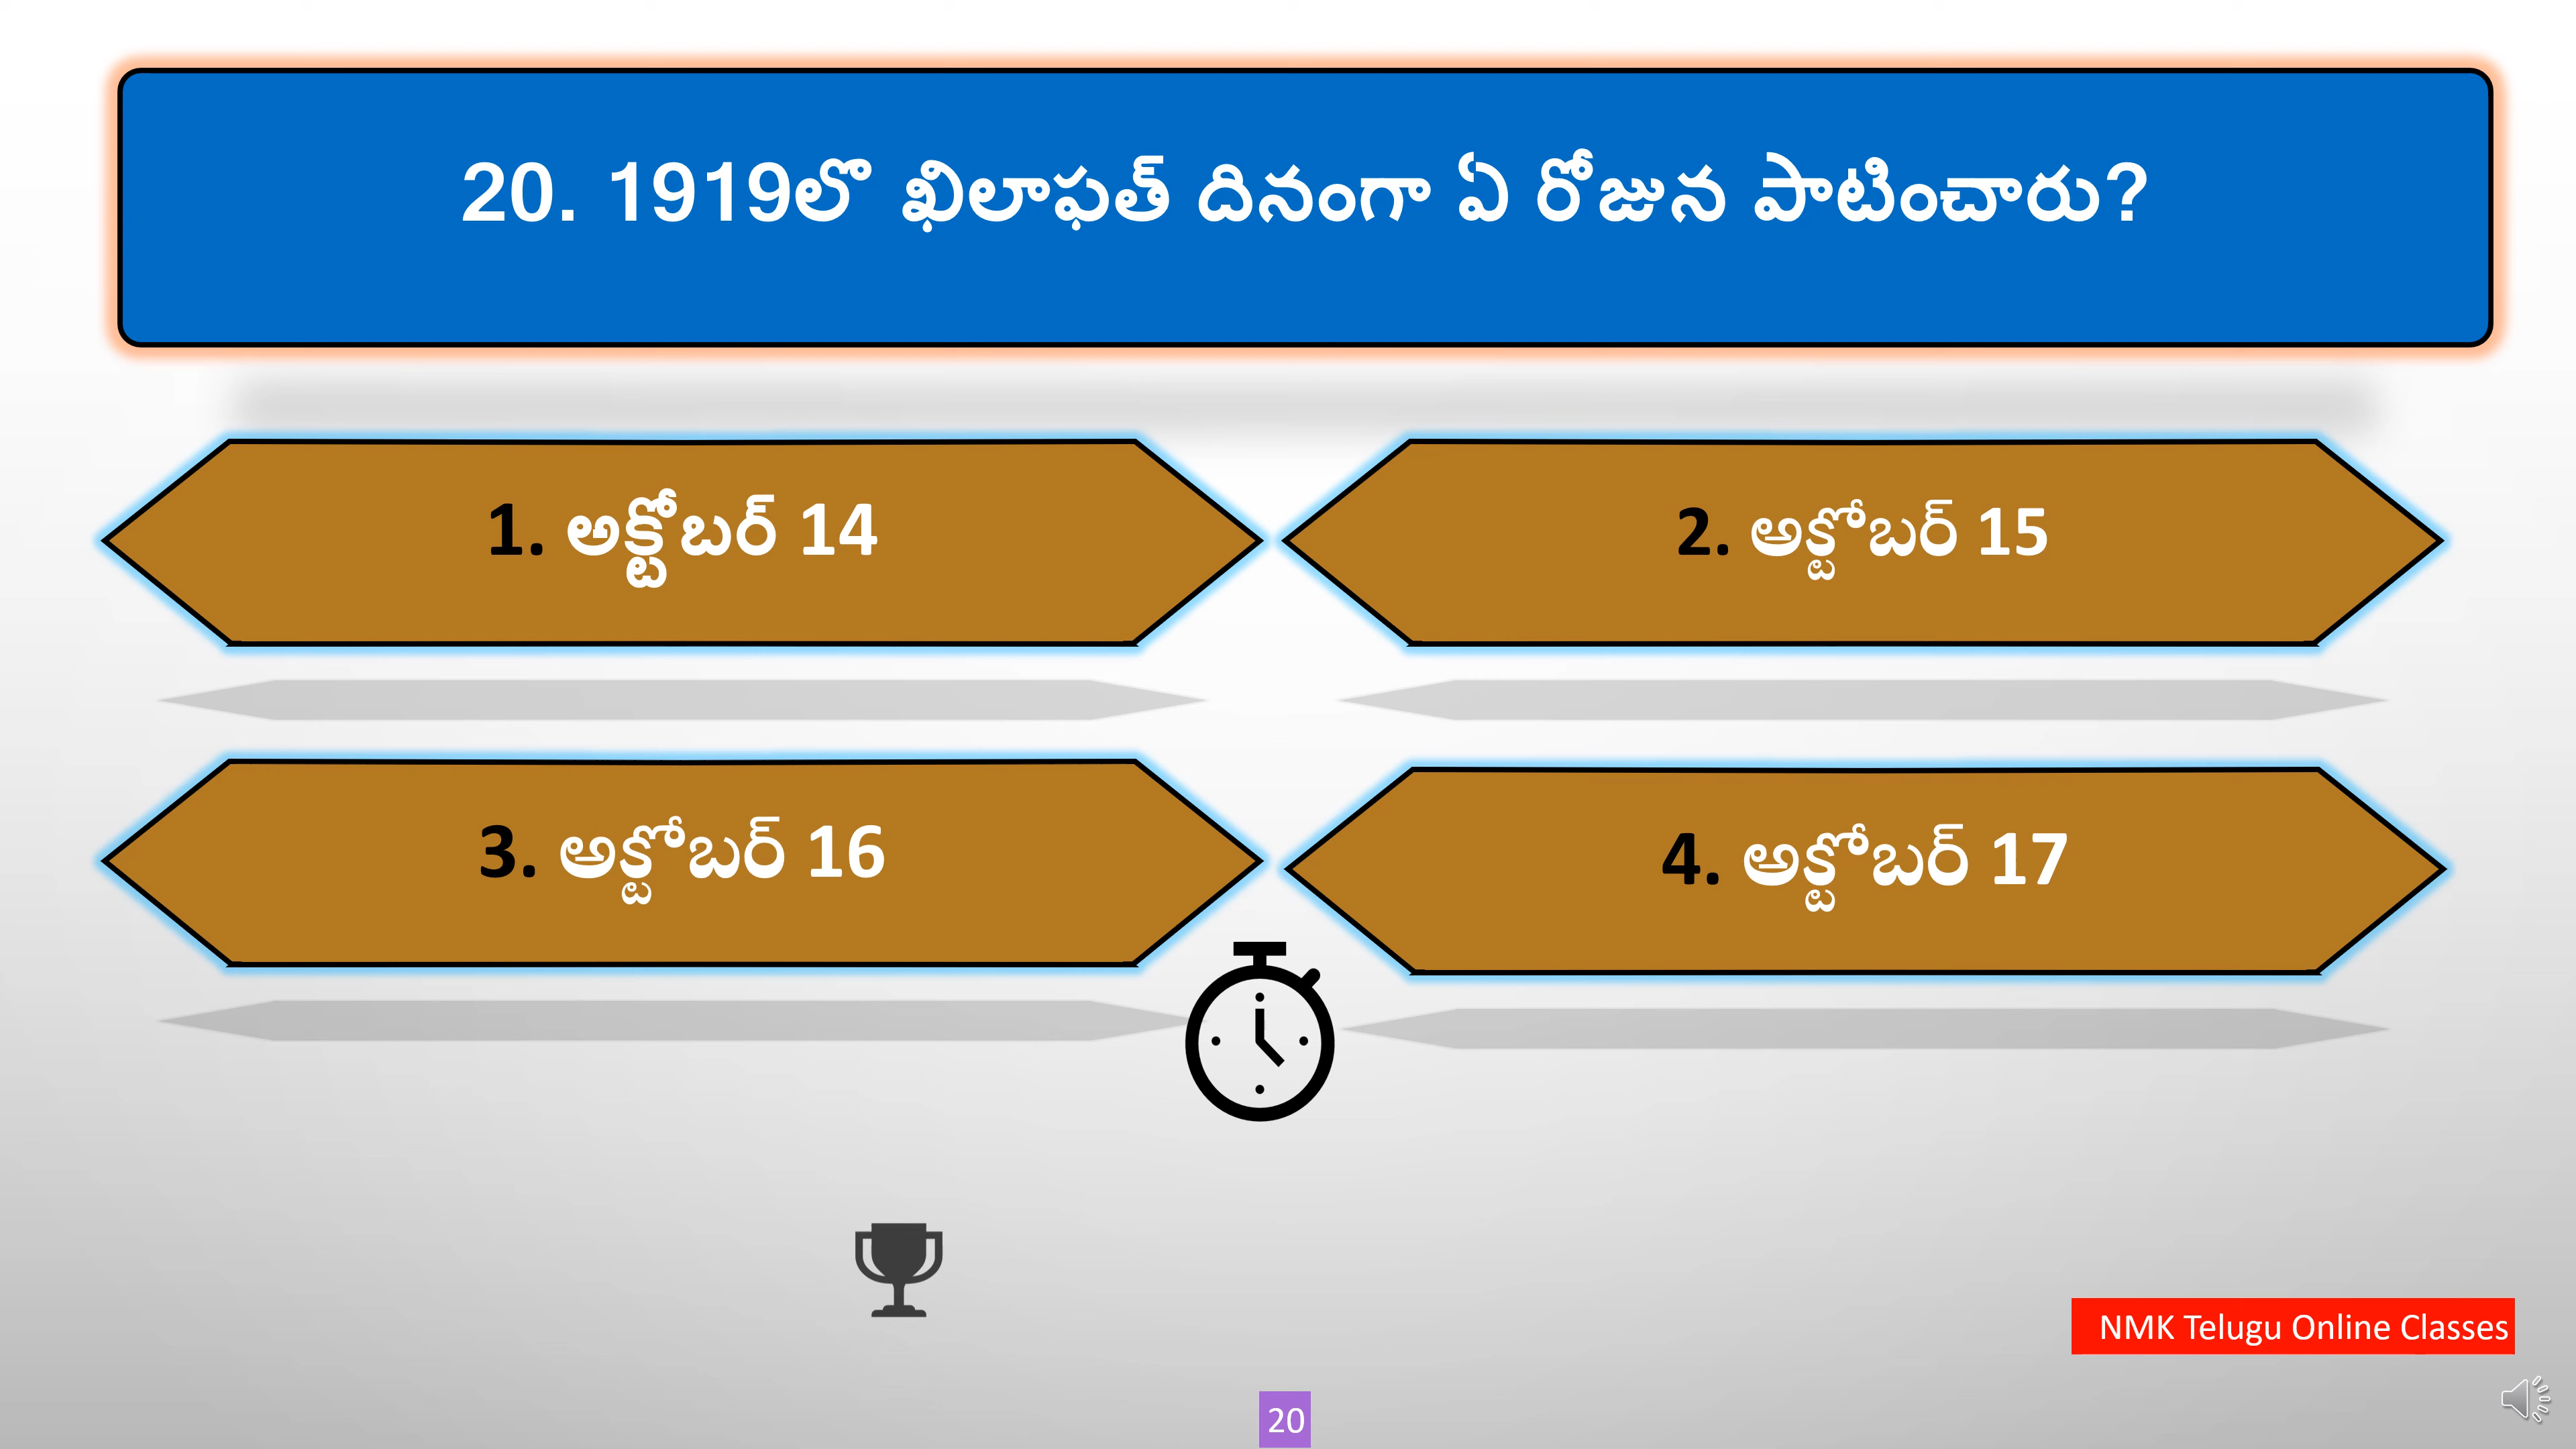 20. 1919లొ ఖిలాఫత్ దినంగా ఏ రోజున పాటించారు?
1. అక్టోబర్ 14
2. అక్టోబర్ 15
3. అక్టోబర్ 16
4. అక్టోబర్ 17
NMK Telugu Online Classes
20